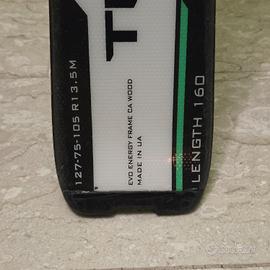 127-75-105 R13.5M
EVO ENERGY FRAME CA WOOD
MADE IN UA
LENGTH 160